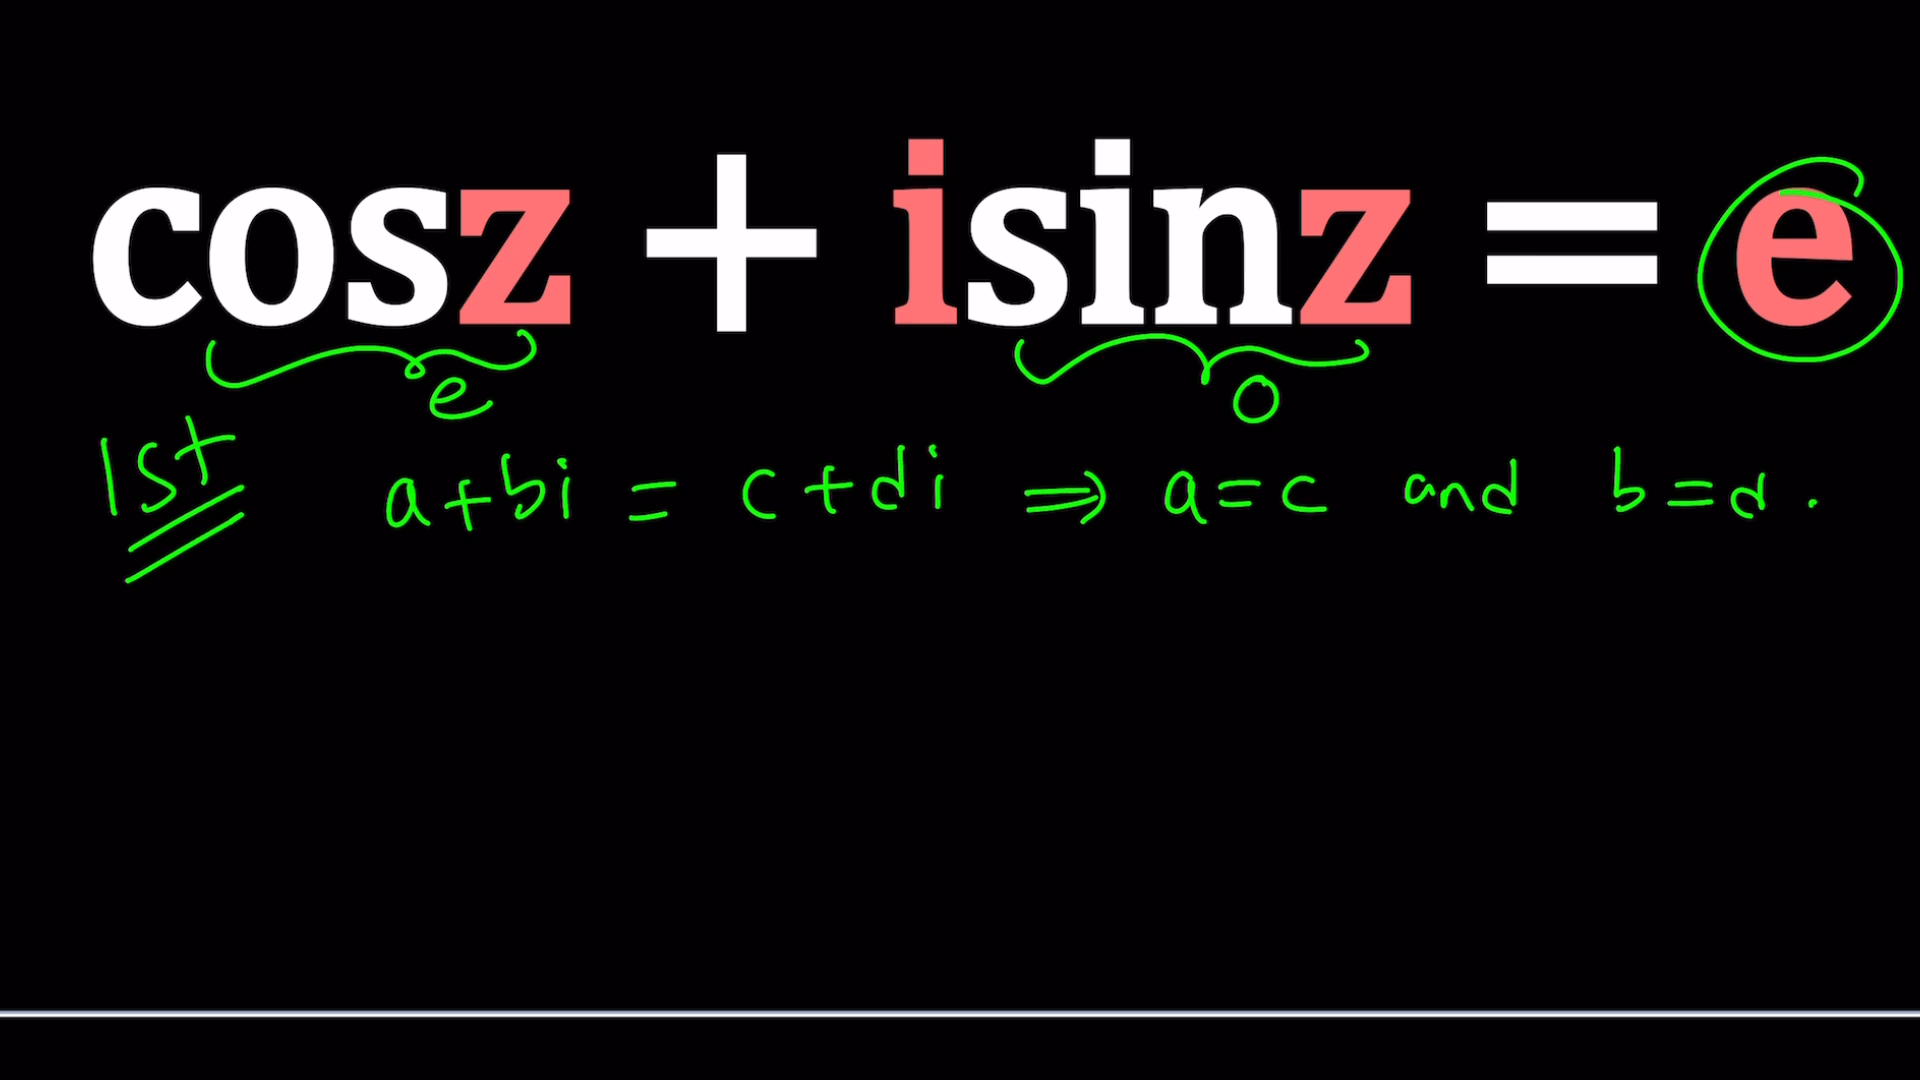 cosz + isinz = e
e 0
1st a+bi = c+di ⇒ a=c and b=d.